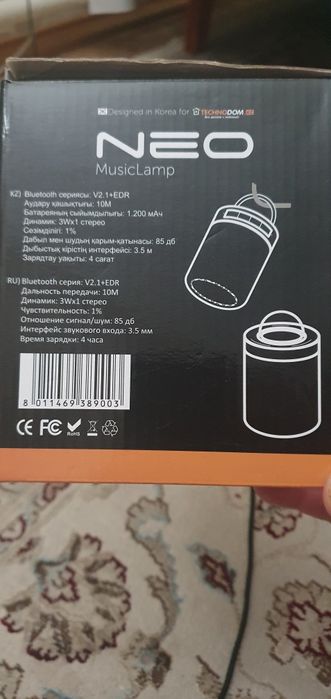 Designed in Korea for TECHNODOM.KZ
NEO
MusicLamp
KZ) Bluetooth сериясы: V2.1+EDR
Аудару қашықтығы: 10M
Батареяның сыйымдылығы: 1.200 мАч
Динамик: 3Wx1 стерео
Сезімділігі: 1%
Дабыл мен шудың қарым-қатынасы: 85 дб
Дыбыстық кірістің интерфейсі: 3.5 м
Зарядтау уақыты: 4 сағат
RU) Bluetooth серия: V2.1+EDR
Дальность передачи: 10M
Динамик: 3Wx1 стерео
Чувствительность: 1%
Отношение сигнал/шум: 85 дб
Интерфейс звукового входа: 3.5 мм
Время зарядки: 4 часа
8 011469 389003
CE FC RoHS